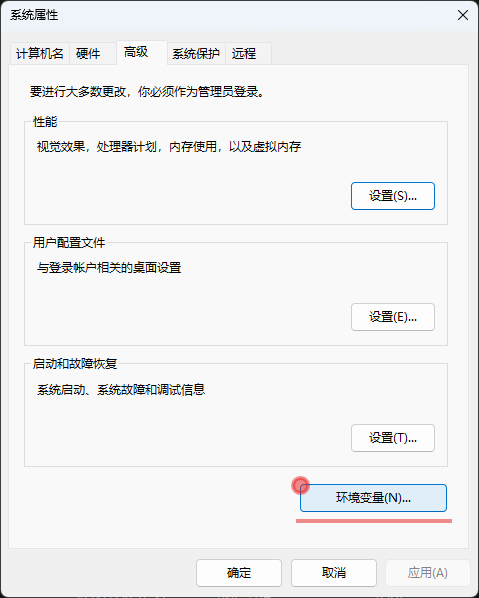 系统属性
计算机名 硬件 高级 系统保护 远程
要进行大多数更改，你必须作为管理员登录。
性能
视觉效果，处理器计划，内存使用，以及虚拟内存
设置(S)...
用户配置文件
与登录帐户相关的桌面设置
设置(E)...
启动和故障恢复
系统启动、系统故障和调试信息
设置(T)...
环境变量(N)...
确定 取消 应用(A)